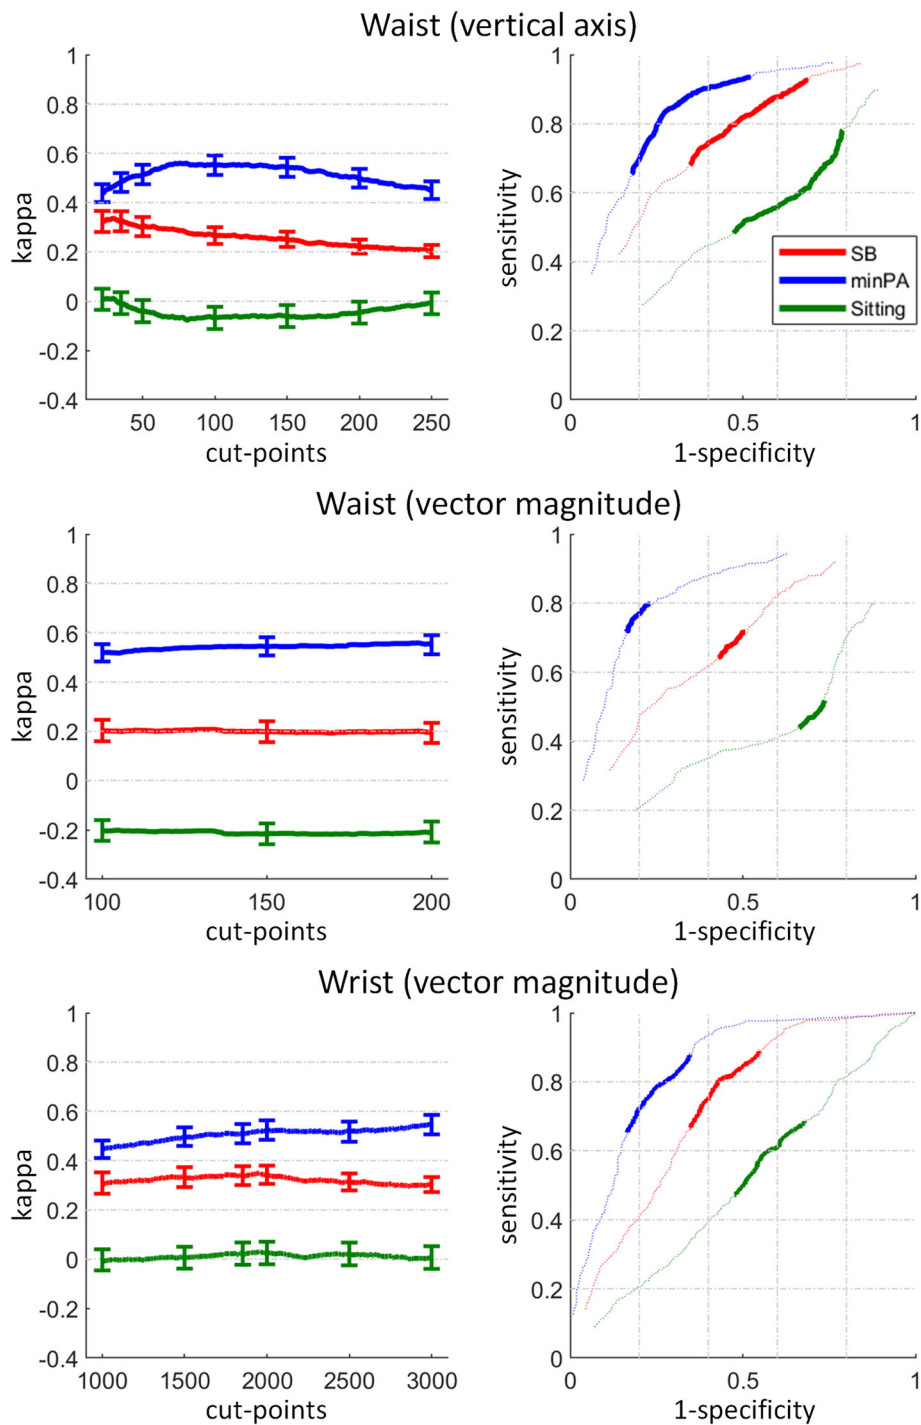 Waist (vertical axis)
kappa
1
0.8
0.6
0.4
0.2
0
-0.2
-0.4
50 100 150 200 250
cut-points
sensitivity
1
0.8
0.6
0.4
0.2
0
SB
minPA
Sitting
0 0.5 1
1-specificity
Waist (vector magnitude)
kappa
1
0.8
0.6
0.4
0.2
0
-0.2
-0.4
100 150 200
cut-points
sensitivity
1
0.8
0.6
0.4
0.2
0
0 0.5 1
1-specificity
Wrist (vector magnitude)
kappa
1
0.8
0.6
0.4
0.2
0
-0.2
-0.4
1000 1500 2000 2500 3000
cut-points
sensitivity
1
0.8
0.6
0.4
0.2
0
0 0.5 1
1-specificity